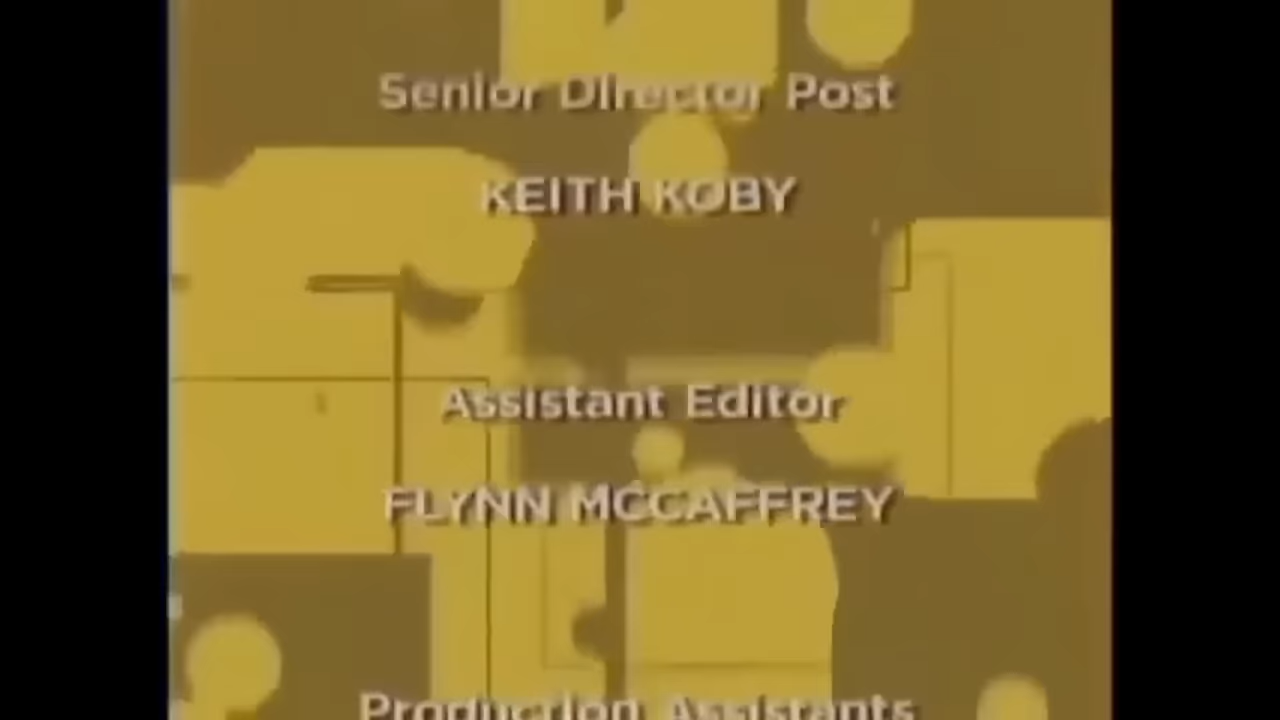 Senior Director Post
KEITH KOBY
Assistant Editor
FLYNN MCCAFFREY
Production Assistants